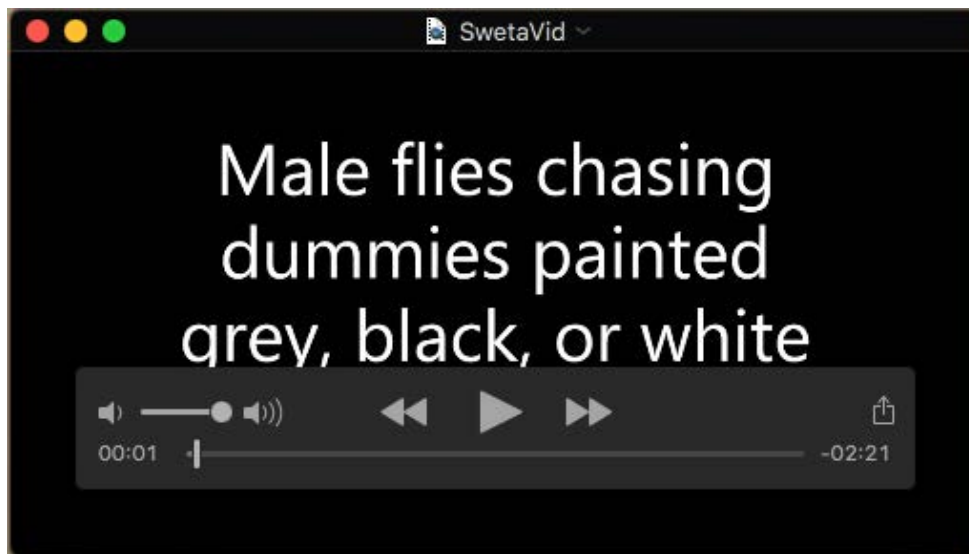 SwetaVid
Male flies chasing
dummies painted
grey, black, or white
00:01
-02:21